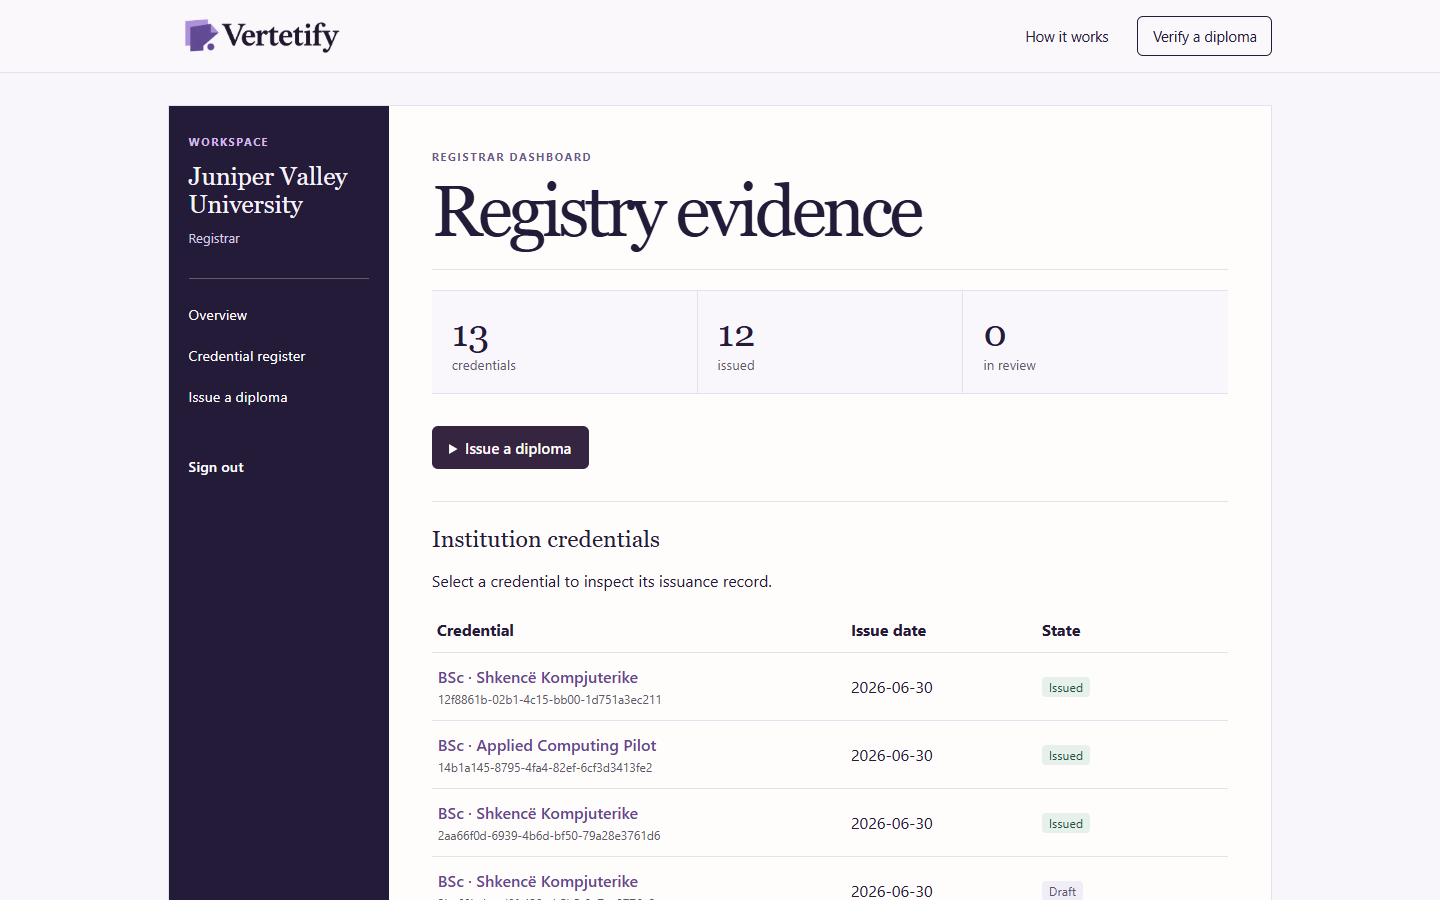 Vertetify
How it works
Verify a diploma
WORKSPACE
Juniper Valley
University
Registrar
Overview
Credential register
Issue a diploma
Sign out
REGISTRAR DASHBOARD
Registry evidence
13
credentials
12
issued
0
in review
Issue a diploma
Institution credentials
Select a credential to inspect its issuance record.
Credential Issue date State
BSc · Shkencë Kompjuterike
12f8861b-02b1-4c15-bb00-1d751a3ec211
2026-06-30 Issued
BSc · Applied Computing Pilot
14b1a145-8795-4fa4-82ef-6cf3d3413fe2
2026-06-30 Issued
BSc · Shkencë Kompjuterike
2aa66f0d-6939-4b6d-bf50-79a28e3761d6
2026-06-30 Issued
BSc · Shkencë Kompjuterike
2026-06-30 Draft